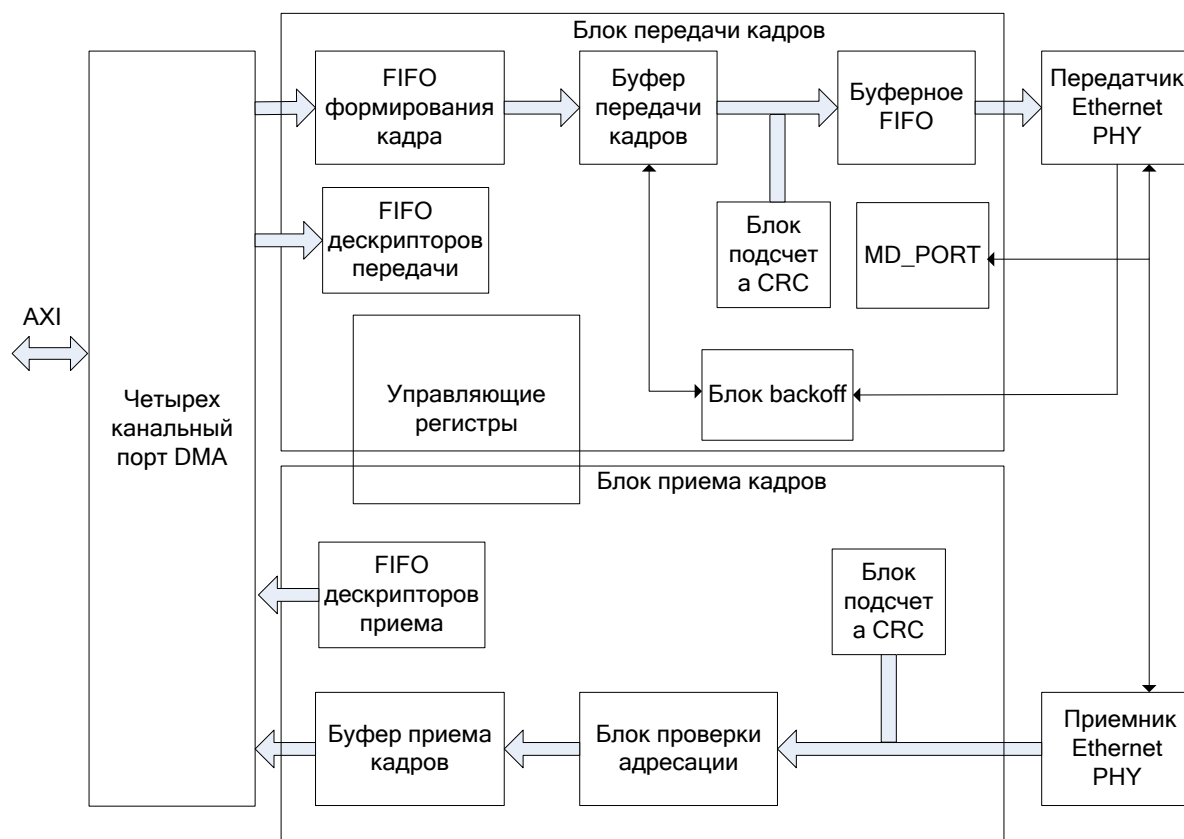 Блок передачи кадров
FIFO
формирования
кадра
Буфер
передачи
кадров
Буферное
FIFO
Передатчик
Ethernet
PHY
FIFO
дескрипторов
передачи
Блок
подсчет
а CRC
MD_PORT
AXI
Четырех
канальный
порт DMA
Управляющие
регистры
Блок backoff
Блок приема кадров
FIFO
дескрипторов
приема
Блок
подсчет
а CRC
Буфер приема
кадров
Блок проверки
адресации
Приемник
Ethernet
PHY